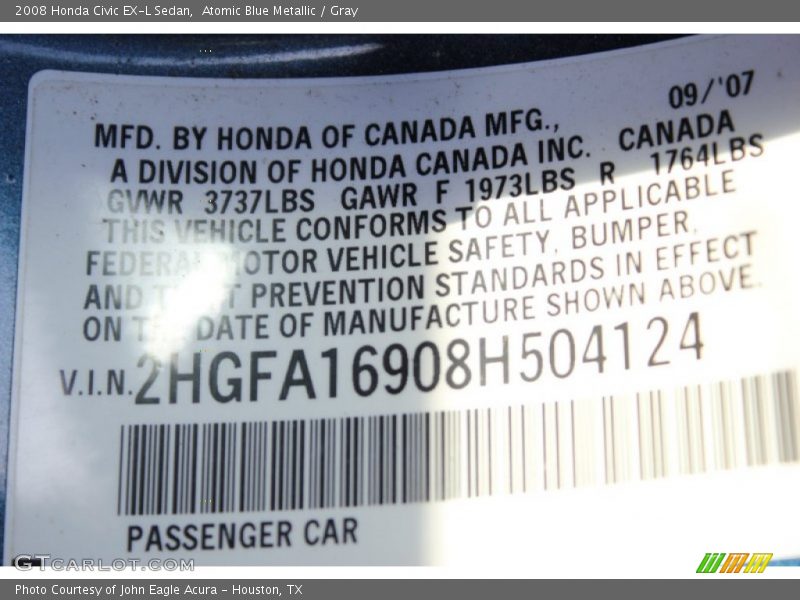 2008 Honda Civic EX-L Sedan, Atomic Blue Metallic / Gray
09/'07
MFD. BY HONDA OF CANADA MFG.,
A DIVISION OF HONDA CANADA INC. CANADA
GVWR 3737LBS GAWR F 1973LBS R 1764LBS
THIS VEHICLE CONFORMS TO ALL APPLICABLE
FEDERAL MOTOR VEHICLE SAFETY, BUMPER,
AND THEFT PREVENTION STANDARDS IN EFFECT
ON THE DATE OF MANUFACTURE SHOWN ABOVE.
V.I.N. 2HGFA16908H504124
PASSENGER CAR
GTCARLOT.COM
Photo Courtesy of John Eagle Acura - Houston, TX